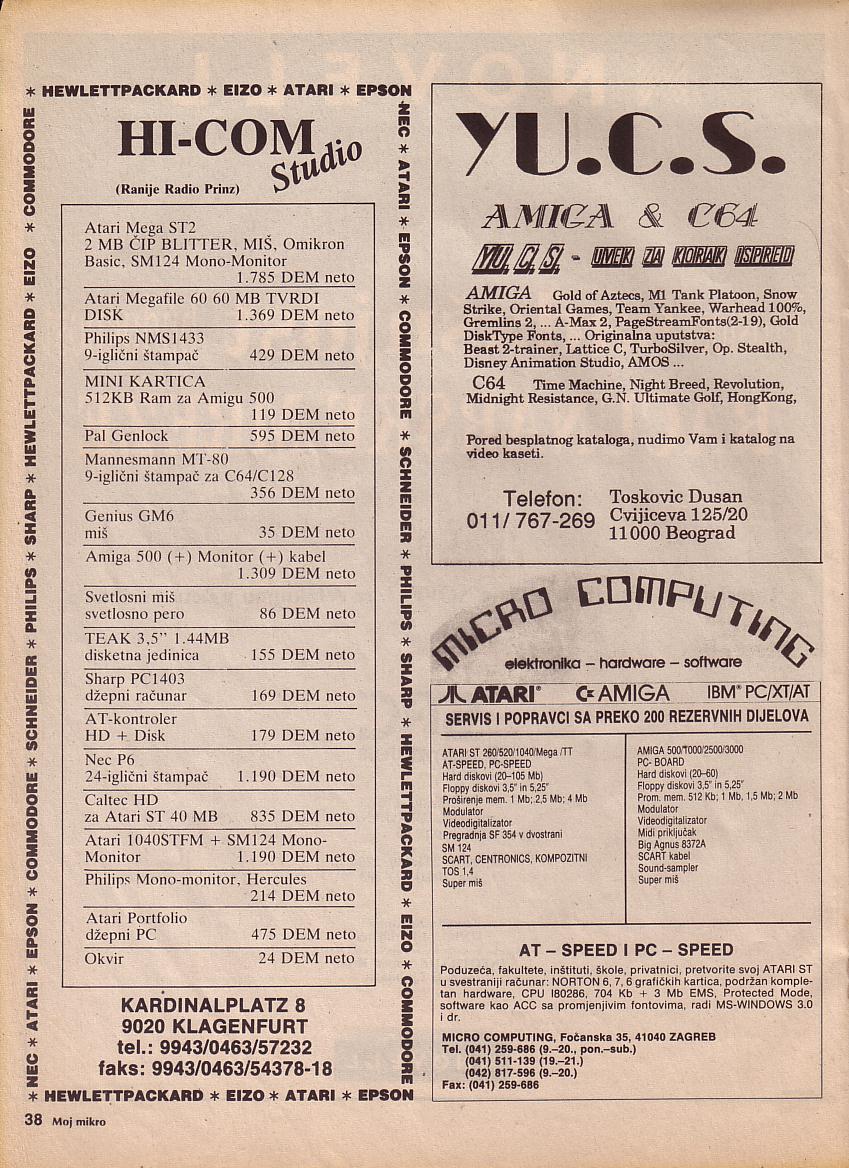 * HEWLETTPACKARD * EIZO * ATARI * EPSON
NEC * ATARI * EPSON * COMMODORE * SCHNEIDER * PHILIPS * SHARP * HEWLETTPACKARD * EIZO * COMMODORE
NEC * ATARI * EPSON * COMMODORE * SCHNEIDER * PHILIPS * SHARP * HEWLETTPACKARD * EIZO * COMMODORE
HI-COM
Studio
(Ranije Radio Prinz)
Atari Mega ST2
2 MB ČIP BLITTER, MIŠ, Omikron
Basic, SM124 Mono-Monitor
1.785 DEM neto
Atari Megafile 60 60 MB TVRDI
DISK 1.369 DEM neto
Philips NMS1433
9-iglični štampač 429 DEM neto
MINI KARTICA
512KB Ram za Amigu 500
119 DEM neto
Pal Genlock 595 DEM neto
Mannesmann MT-80
9-iglični štampač za C64/C128
356 DEM neto
Genius GM6
miš 35 DEM neto
Amiga 500 (+) Monitor (+) kabel
1.309 DEM neto
Svetlosni miš
svetlosno pero 86 DEM neto
TEAK 3,5” 1.44MB
disketna jedinica 155 DEM neto
Sharp PC1403
džepni računar 169 DEM neto
AT-kontroler
HD + Disk 179 DEM neto
Nec P6
24-iglični štampač 1.190 DEM neto
Caltec HD
za Atari ST 40 MB 835 DEM neto
Atari 1040STFM + SM124 Mono-
Monitor 1.190 DEM neto
Philips Mono-monitor, Hercules
214 DEM neto
Atari Portfolio
džepni PC 475 DEM neto
Okvir 24 DEM neto
KARDINALPLATZ 8
9020 KLAGENFURT
tel.: 9943/0463/57232
faks: 9943/0463/54378-18
* HEWLETTPACKARD * EIZO * ATARI * EPSON
38 Moj mikro
YU.C.S.
AMIGA & C64
YU. C. S. - UVEK ZA KORAK ISPRED
AMIGA Gold of Aztecs, M1 Tank Platoon, Snow
Strike, Oriental Games, Team Yankee, Warhead 100%,
Gremlins 2, ... A-Max 2, PageStreamFonts(2-19), Gold
DiskType Fonts, ... Originalna uputstva:
Beast 2-trainer, Lattice C, TurboSilver, Op. Stealth,
Disney Animation Studio, AMOS ...
C64 Time Machine, Night Breed, Revolution,
Midnight Resistance, G.N. Ultimate Golf, HongKong,
Pored besplatnog kataloga, nudimo Vam i katalog na
video kaseti.
Telefon:
011/ 767-269
Toskovic Dusan
Cvijiceva 125/20
11000 Beograd
MICRO COMPUTING
elektronika – hardware – software
ATARI® AMIGA IBM® PC/XT/AT
SERVIS I POPRAVCI SA PREKO 200 REZERVNIH DIJELOVA
ATARI ST 260/520/1040/Mega /TT
AT-SPEED, PC-SPEED
Hard diskovi (20–105 Mb)
Floppy diskovi 3,5" in 5,25"
Proširenje mem. 1 Mb; 2,5 Mb; 4 Mb
Modulator
Videodigitalizator
Pregradnja SF 354 v dvostrani
SM 124
SCART, CENTRONICS, KOMPOZITNI
TOS 1,4
Super miš
AMIGA 500/1000/2500/3000
PC- BOARD
Hard diskovi (20–60)
Floppy diskovi 3,5" in 5,25"
Prom. mem. 512 Kb; 1 Mb, 1,5 Mb; 2 Mb
Modulator
Videodigitalizator
Midi priključak
Big Agnus 8372A
SCART kabel
Sound-sampler
Super miš
AT – SPEED I PC – SPEED
Poduzeća, fakultete, inštituti, škole, privatnici, pretvorite svoj ATARI ST
u svestraniji računar: NORTON 6, 7, 6 grafičkih kartica, podržan komple-
tan hardware, CPU I80286, 704 Kb + 3 Mb EMS, Protected Mode,
software kao ACC sa promjenjivim fontovima, radi MS-WINDOWS 3.0
i dr.
MICRO COMPUTING, Fočanska 35, 41040 ZAGREB
Tel. (041) 259-686 (9.–20., pon.–sub.)
(041) 511-139 (19.–21.)
(042) 817-596 (9.–20.)
Fax: (041) 259-686